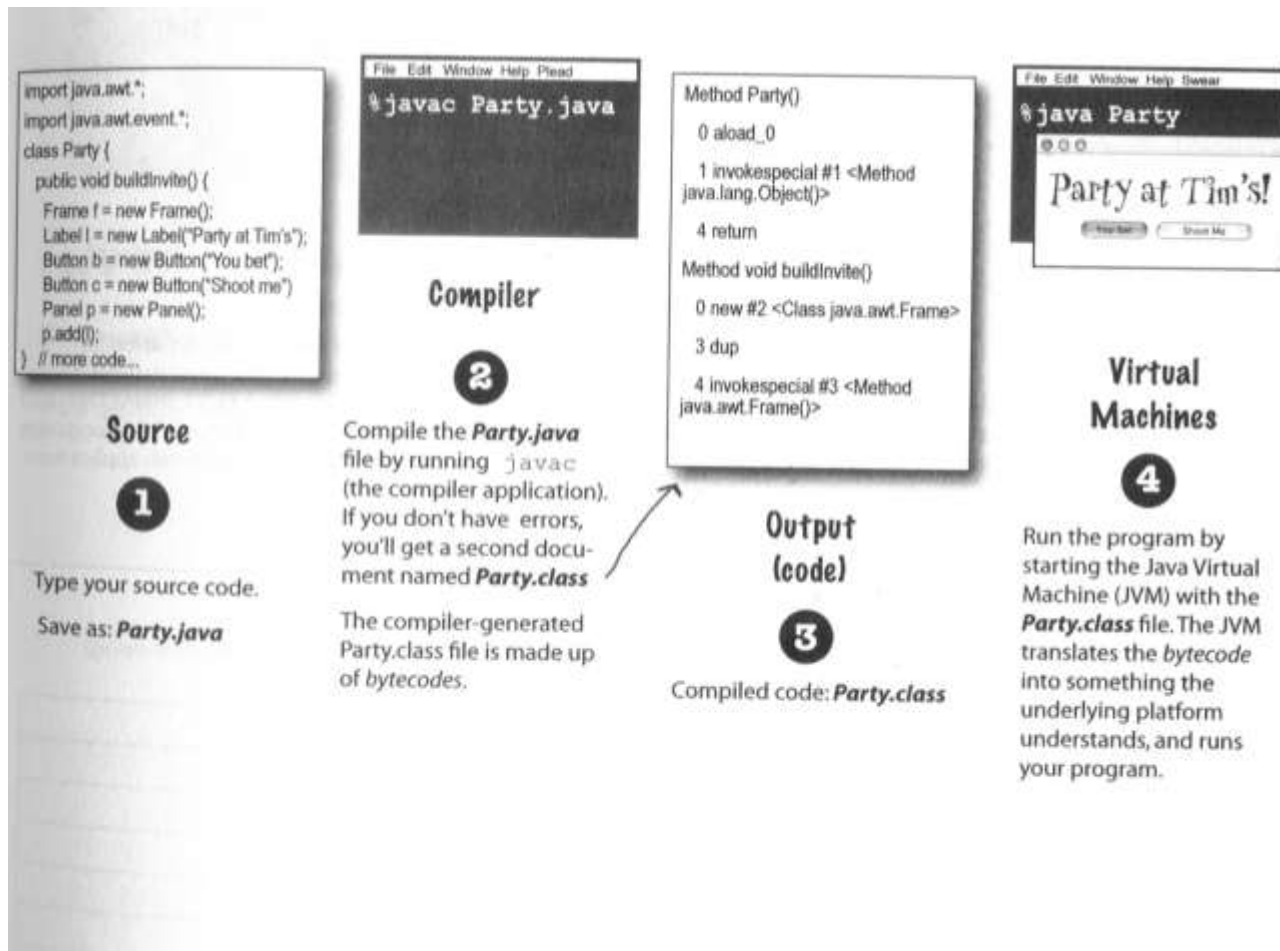 import java.awt.*;
import java.awt.event.*;
class Party {
public void buildInvite() {
Frame f = new Frame();
Label l = new Label("Party at Tim's");
Button b = new Button("You bet");
Button c = new Button("Shoot me")
Panel p = new Panel();
p.add(l);
} // more code...
Source
1
Type your source code.
Save as: Party.java
File Edit Window Help Plead
%javac Party.java
Compiler
2
Compile the Party.java
file by running javac
(the compiler application).
If you don't have errors,
you'll get a second docu-
ment named Party.class
The compiler-generated
Party.class file is made up
of bytecodes.
Method Party()
0 aload_0
1 invokespecial #1 <Method
java.lang.Object()>
4 return
Method void buildInvite()
0 new #2 <Class java.awt.Frame>
3 dup
4 invokespecial #3 <Method
java.awt.Frame()>
Output
(code)
3
Compiled code: Party.class
File Edit Window Help Swear
%java Party
Party at Tim's!
You bet
Shoot Me
Virtual
Machines
4
Run the program by
starting the Java Virtual
Machine (JVM) with the
Party.class file. The JVM
translates the bytecode
into something the
underlying platform
understands, and runs
your program.